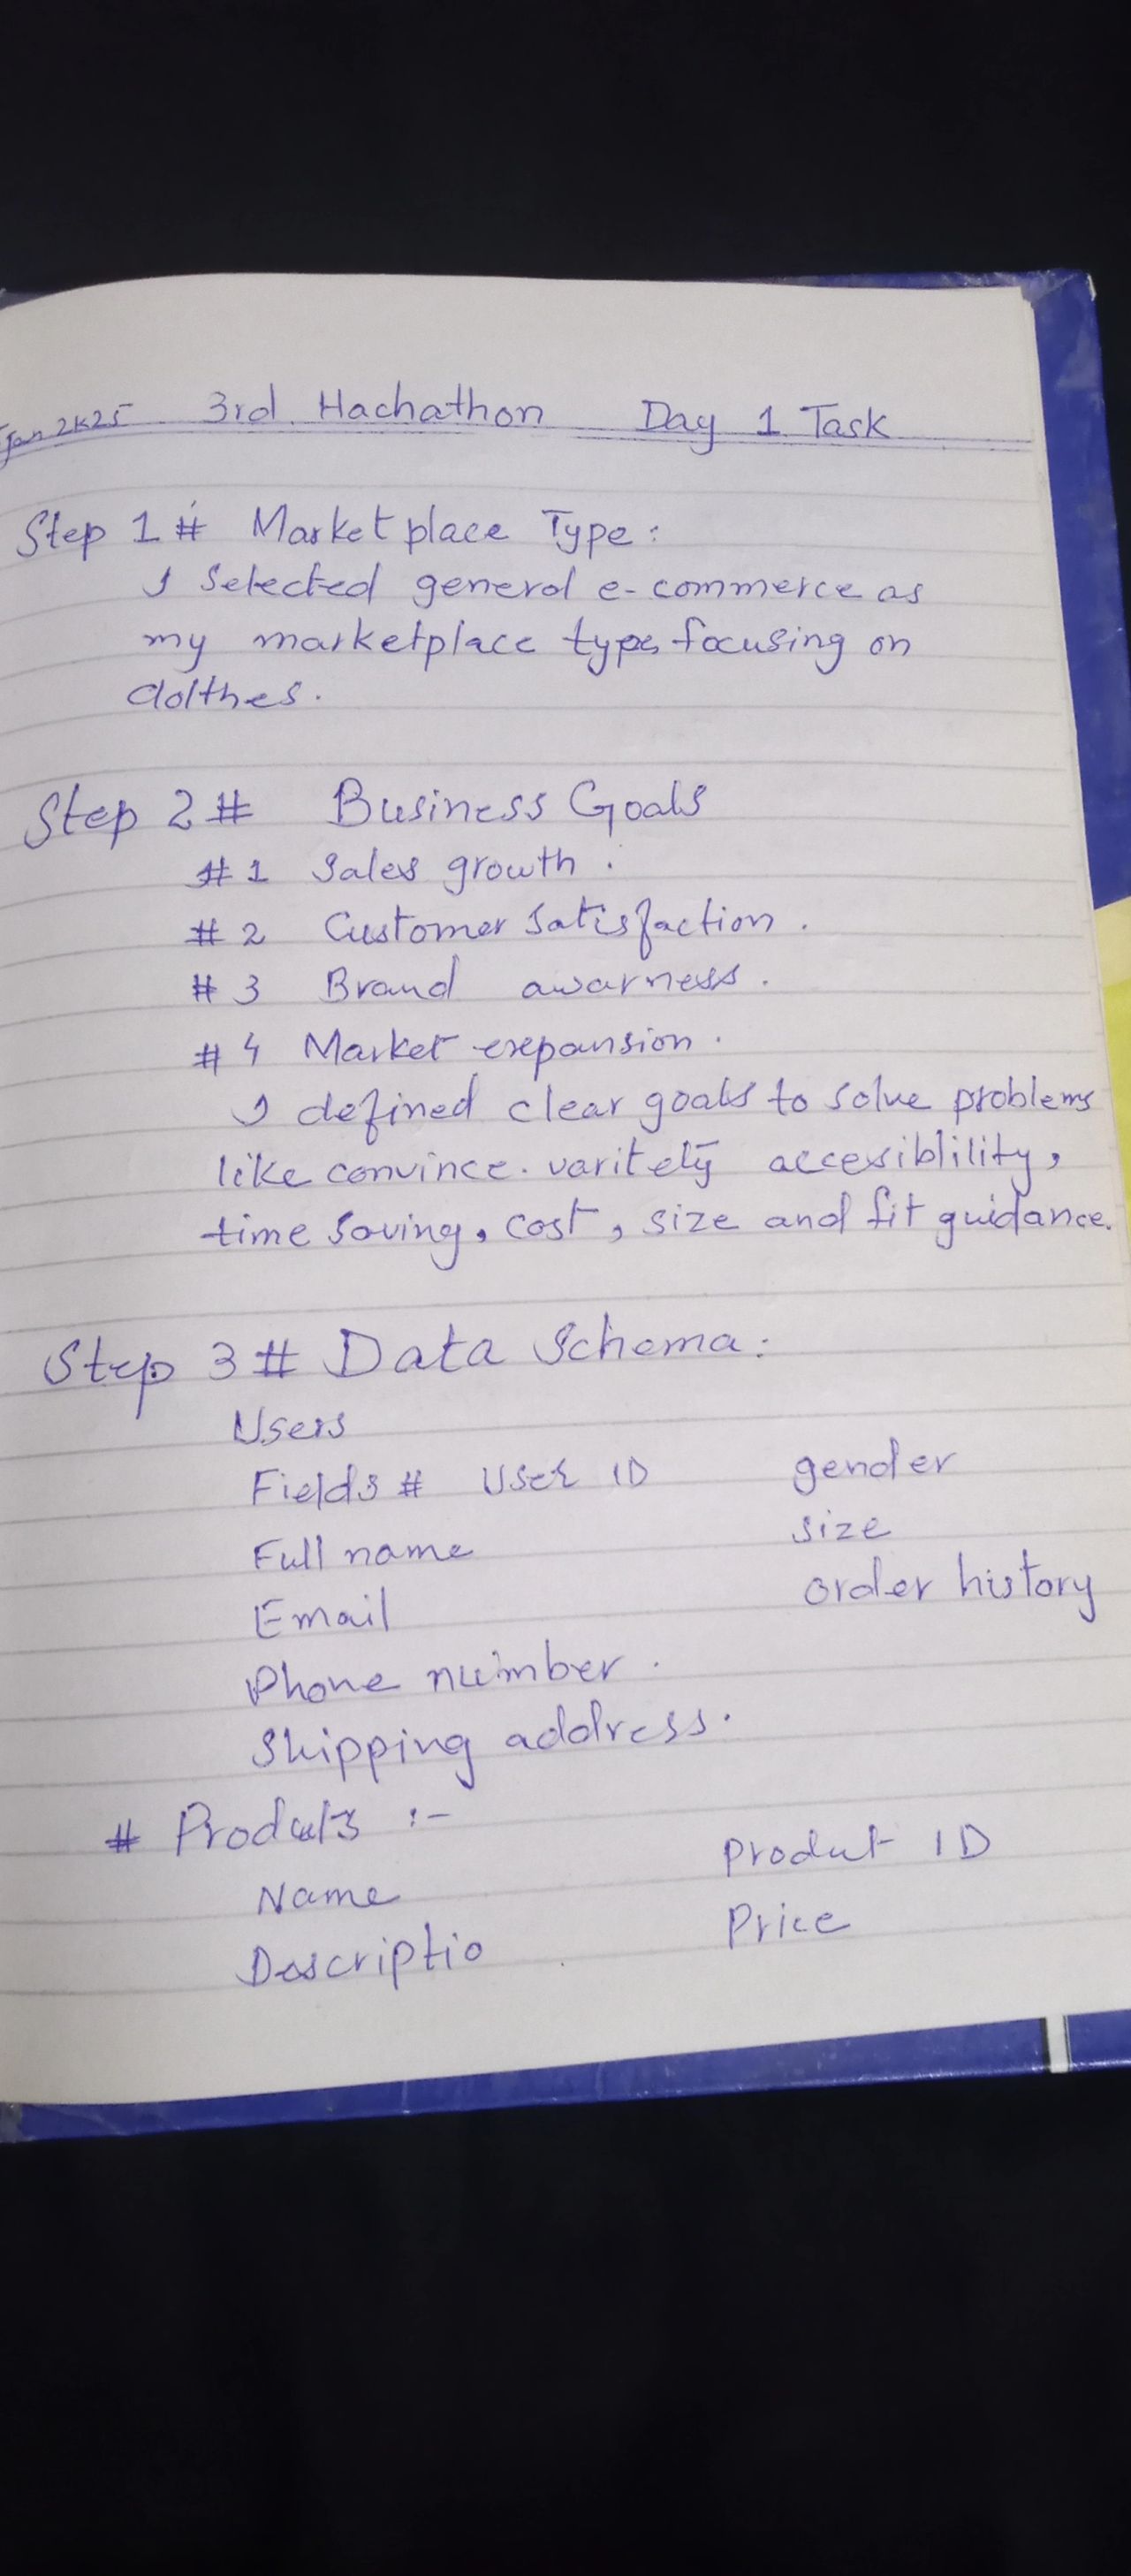 Jan 2k25 3rd Hachathon Day 1 Task
Step 1 # Market place Type :
I Selected general e-commerce as
my marketplace type, focusing on
clolthes.
Step 2 # Business Goals
# 1 Sales growth .
# 2 Customer Satisfaction .
# 3 Brand awarness .
# 4 Market expansion .
I defined clear goals to solve problems
like convince. varitety accesiblility,
time saving, cost, size and fit guidance.
Step 3 # Data Schema :
Users
Fields # User ID gender
Full name size
Email order history
Phone number .
Shipping address.
# Produts :-
Name Produt ID
Descriptio Price